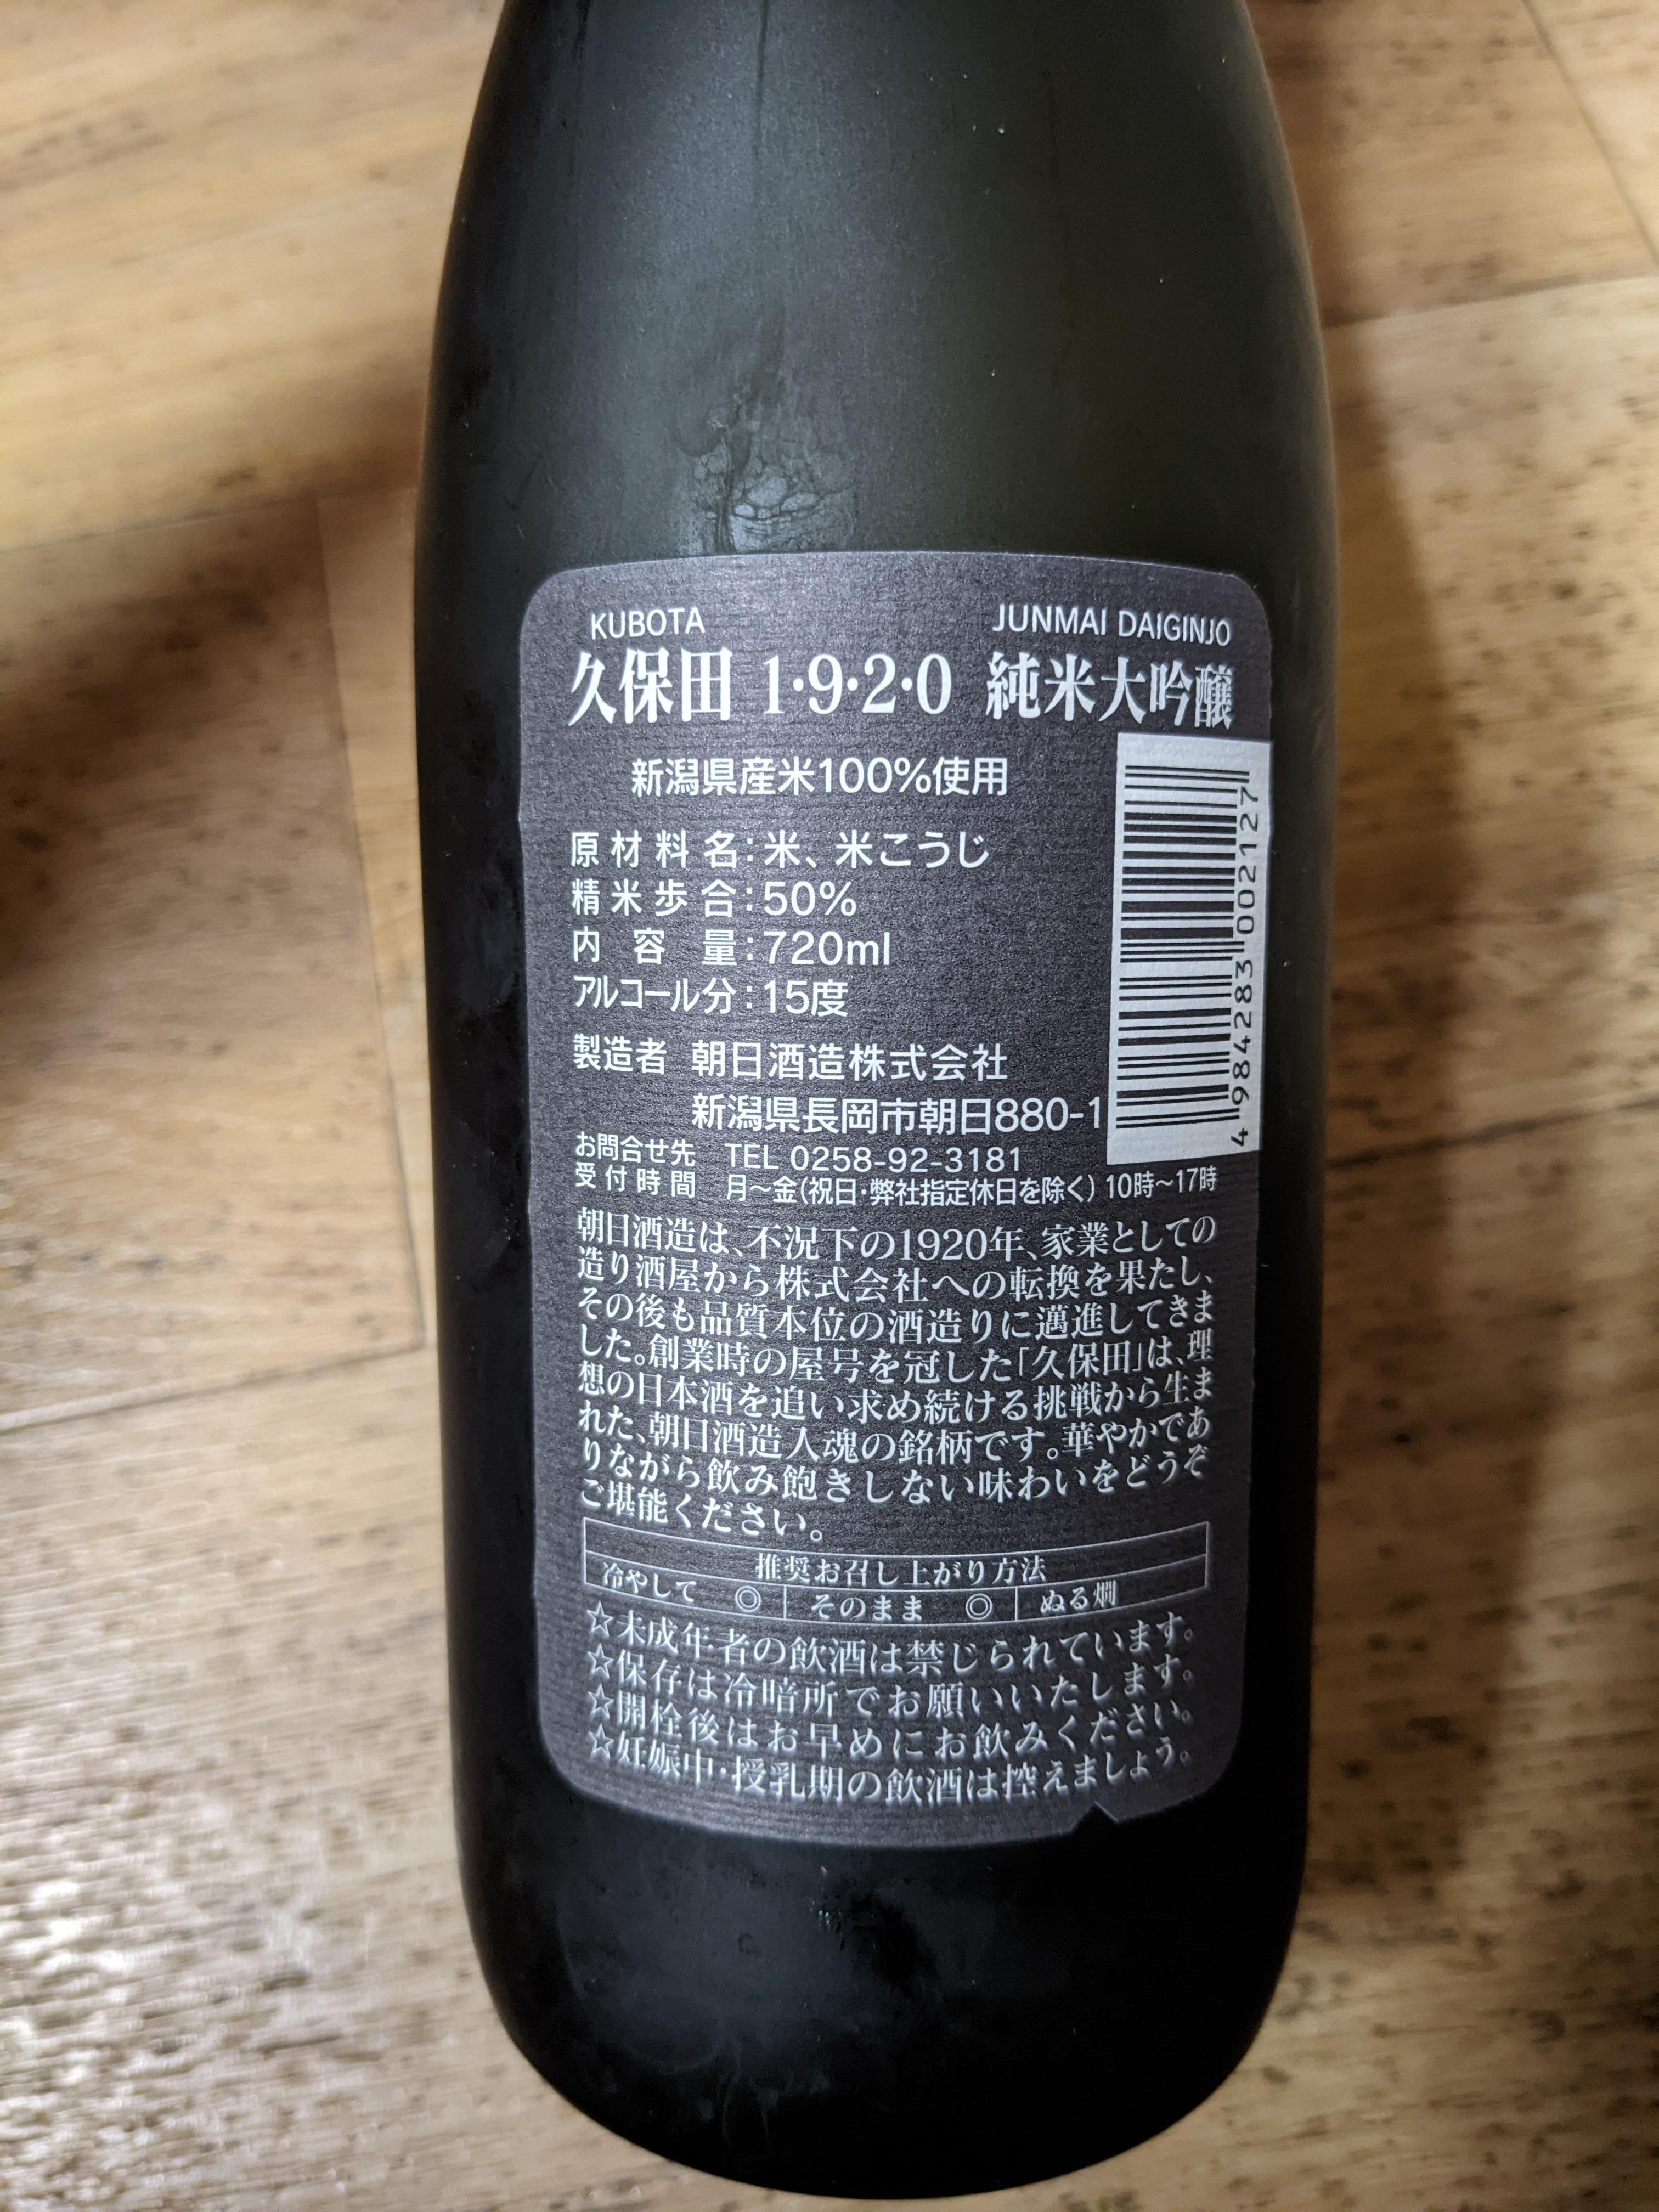 KUBOTA JUNMAI DAIGINJO
久保田 1・9・2・0 純米大吟醸
新潟県産米100%使用
原材料名：米、米こうじ
精米歩合：50%
内容量：720ml
アルコール分：15度
製造者 朝日酒造株式会社
新潟県長岡市朝日880-1
お問合せ先 TEL 0258-92-3181
受付時間 月～金(祝日・弊社指定休日を除く) 10時～17時
4 984283 002127
朝日酒造は、不況下の1920年、家業としての
造り酒屋から株式会社への転換を果たし、
その後も品質本位の酒造りに邁進してきま
した。創業時の屋号を冠した「久保田」は、理
想の日本酒を追い求め続ける挑戦から生ま
れた、朝日酒造入魂の銘柄です。華やかであ
りながら飲み飽きしない味わいをどうぞ
ご堪能ください。
推奨お召し上がり方法
冷やして ◎ そのまま ◎ ぬる燗
☆未成年者の飲酒は禁じられています。
☆保存は冷暗所でお願いいたします。
☆開栓後はお早めにお飲みください。
☆妊娠中・授乳期の飲酒は控えましょう。